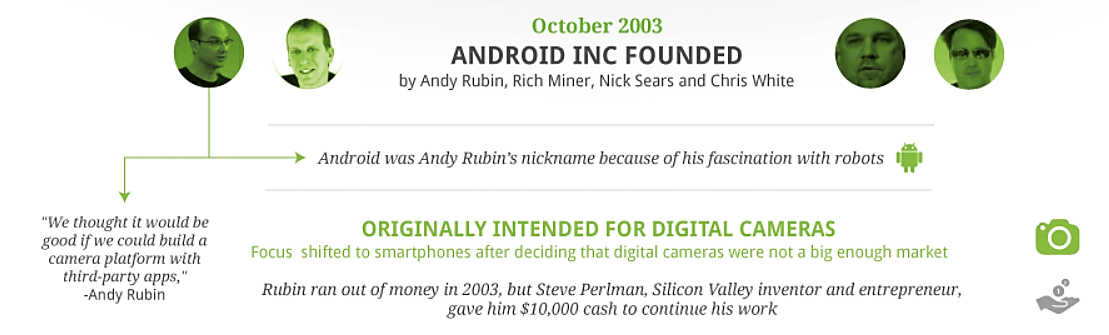 October 2003
ANDROID INC FOUNDED
by Andy Rubin, Rich Miner, Nick Sears and Chris White
Android was Andy Rubin's nickname because of his fascination with robots
"We thought it would be
good if we could build a
camera platform with
third-party apps,"
-Andy Rubin
ORIGINALLY INTENDED FOR DIGITAL CAMERAS
Focus shifted to smartphones after deciding that digital cameras were not a big enough market
Rubin ran out of money in 2003, but Steve Perlman, Silicon Valley inventor and entrepreneur,
gave him $10,000 cash to continue his work